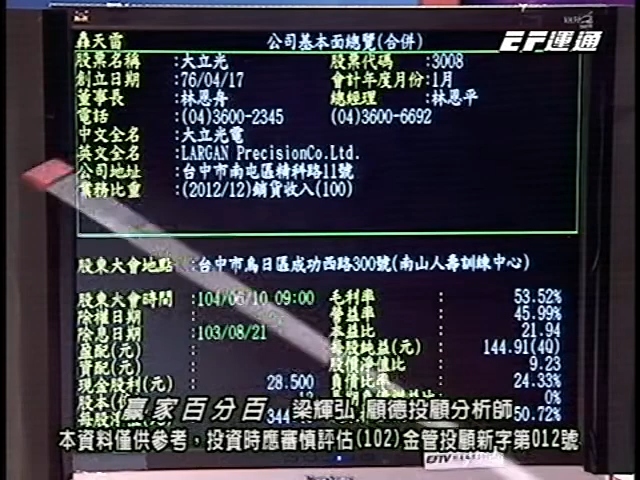 轟天雷 公司基本面總覽(合併)
EF運通
股票名稱 :大立光 股票代碼 :3008
創立日期 :76/04/17 會計年度月份:1月
董事長 :林恩舟 總經理 :林恩平
電話 :(04)3600-2345 (04)3600-6692
中文全名 :大立光電
英文全名 :LARGAN PrecisionCo.Ltd.
公司地址 :台中市南屯區精科路11號
業務比重 :(2012/12)銷貨收入(100)
股東大會地點 :台中市烏日區成功西路300號(南山人壽訓練中心)
股東大會時間 :104/06/10 09:00 毛利率 : 53.52%
除權日期 : 營益率 : 45.99%
除息日期 :103/08/21 本益比 : 21.94
盈配(元) : 每股純益(元) : 144.91(4Q)
資配(元) : 股價淨值比 : 9.23
現金股利(元) : 28.500 負債比率 : 24.33%
股本 0%
每股 344 50.72%
贏家百分百 梁輝弘 顧德投顧分析師
本資料僅供參考，投資時應審慎評估(102)金管投顧新字第012號
EFTV